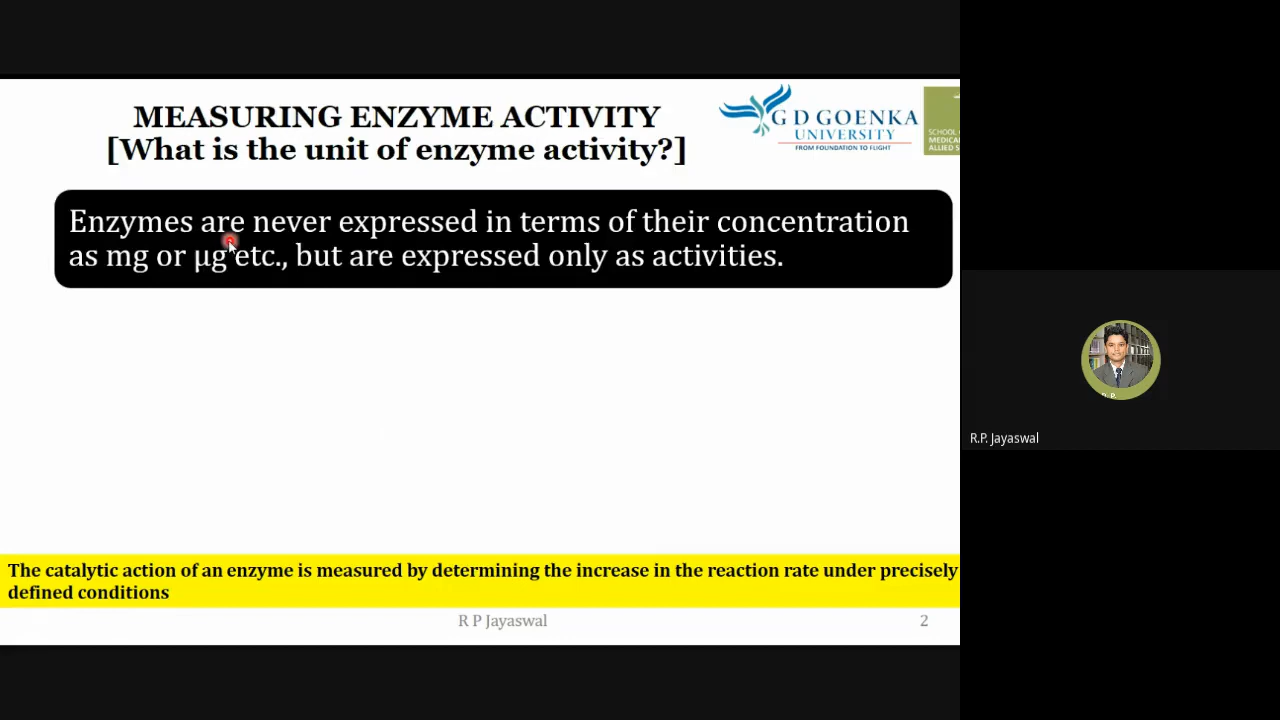 MEASURING ENZYME ACTIVITY
[What is the unit of enzyme activity?]
G D GOENKA
UNIVERSITY
FROM FOUNDATION TO FLIGHT
SCHOOL
MEDICA
ALLIED S
Enzymes are never expressed in terms of their concentration
as mg or µg etc., but are expressed only as activities.
R.P. Jayaswal
The catalytic action of an enzyme is measured by determining the increase in the reaction rate under precisely
defined conditions
R P Jayaswal
2